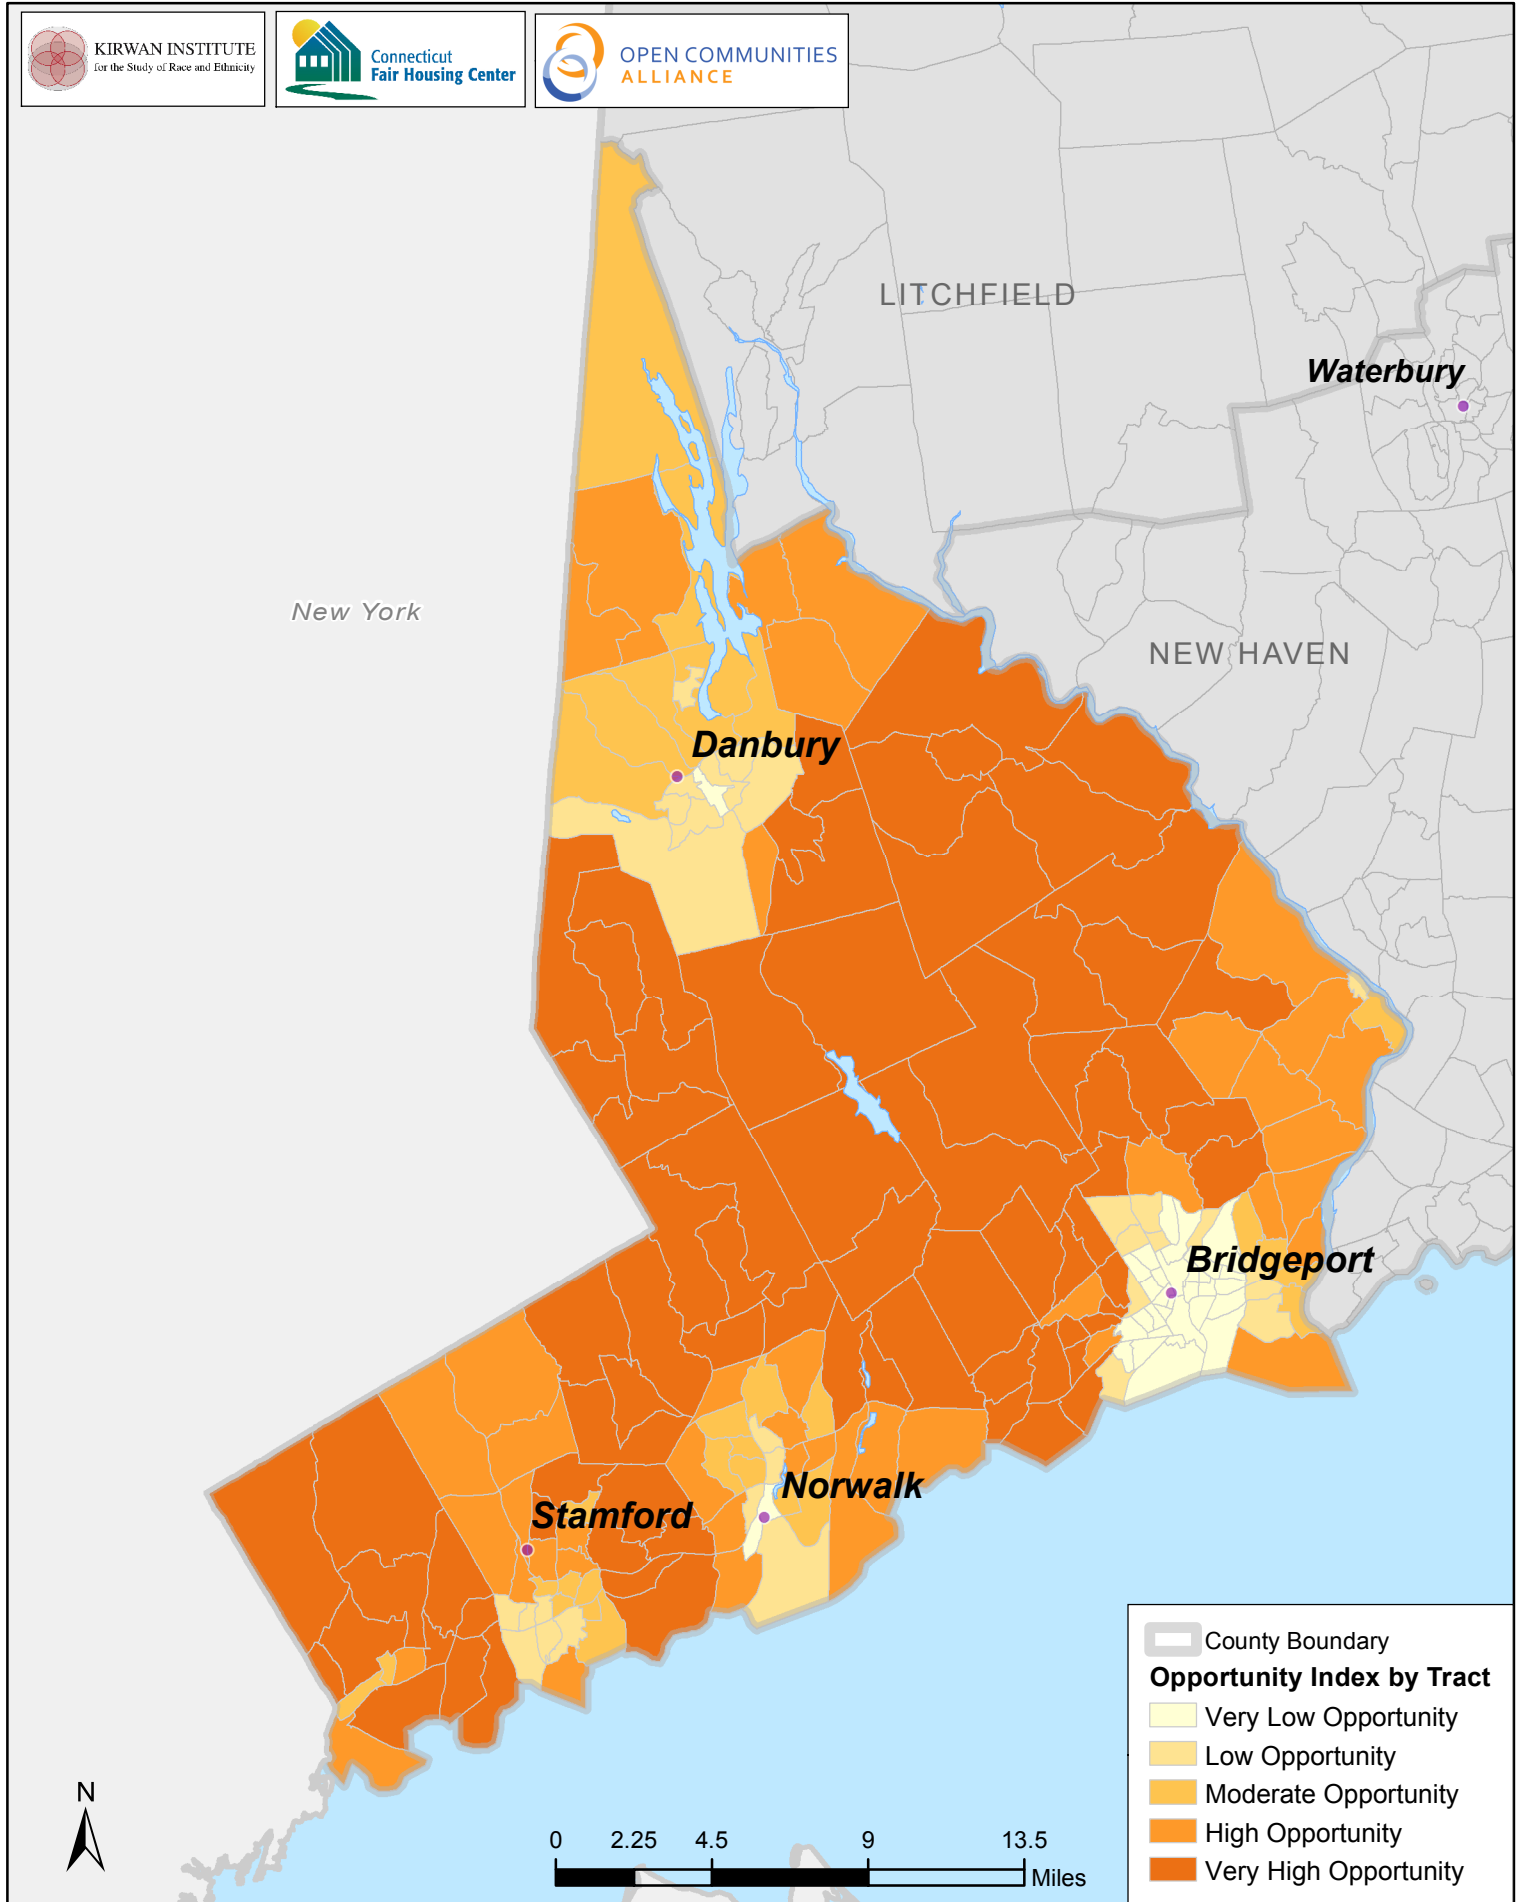 KIRWAN INSTITUTE
for the Study of Race and Ethnicity
Connecticut
Fair Housing Center
OPEN COMMUNITIES
ALLIANCE
LITCHFIELD
Waterbury
New York
NEW HAVEN
Danbury
Bridgeport
Norwalk
Stamford
County Boundary
Opportunity Index by Tract
Very Low Opportunity
Low Opportunity
Moderate Opportunity
High Opportunity
Very High Opportunity
N
0 2.25 4.5 9 13.5
Miles